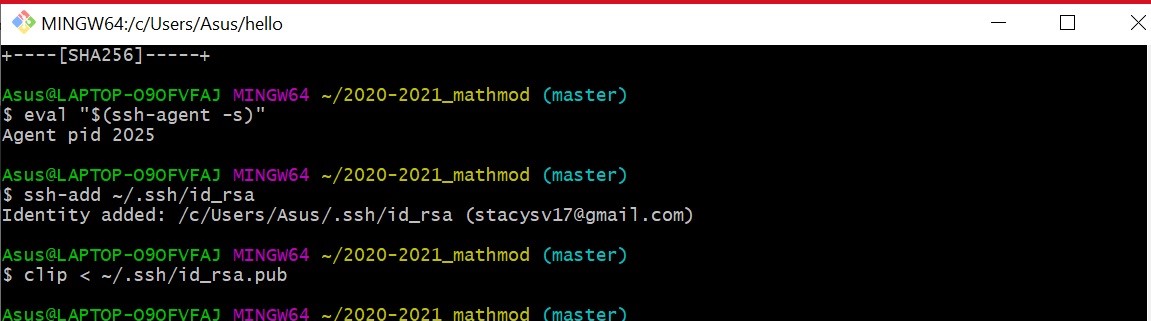 MINGW64:/c/Users/Asus/hello
+----[SHA256]-----+
Asus@LAPTOP-O9OFVFAJ MINGW64 ~/2020-2021_mathmod (master)
$ eval "$(ssh-agent -s)"
Agent pid 2025
Asus@LAPTOP-O9OFVFAJ MINGW64 ~/2020-2021_mathmod (master)
$ ssh-add ~/.ssh/id_rsa
Identity added: /c/Users/Asus/.ssh/id_rsa (stacysv17@gmail.com)
Asus@LAPTOP-O9OFVFAJ MINGW64 ~/2020-2021_mathmod (master)
$ clip < ~/.ssh/id_rsa.pub
Asus@LAPTOP-O9OFVFAJ MINGW64 ~/2020-2021_mathmod (master)